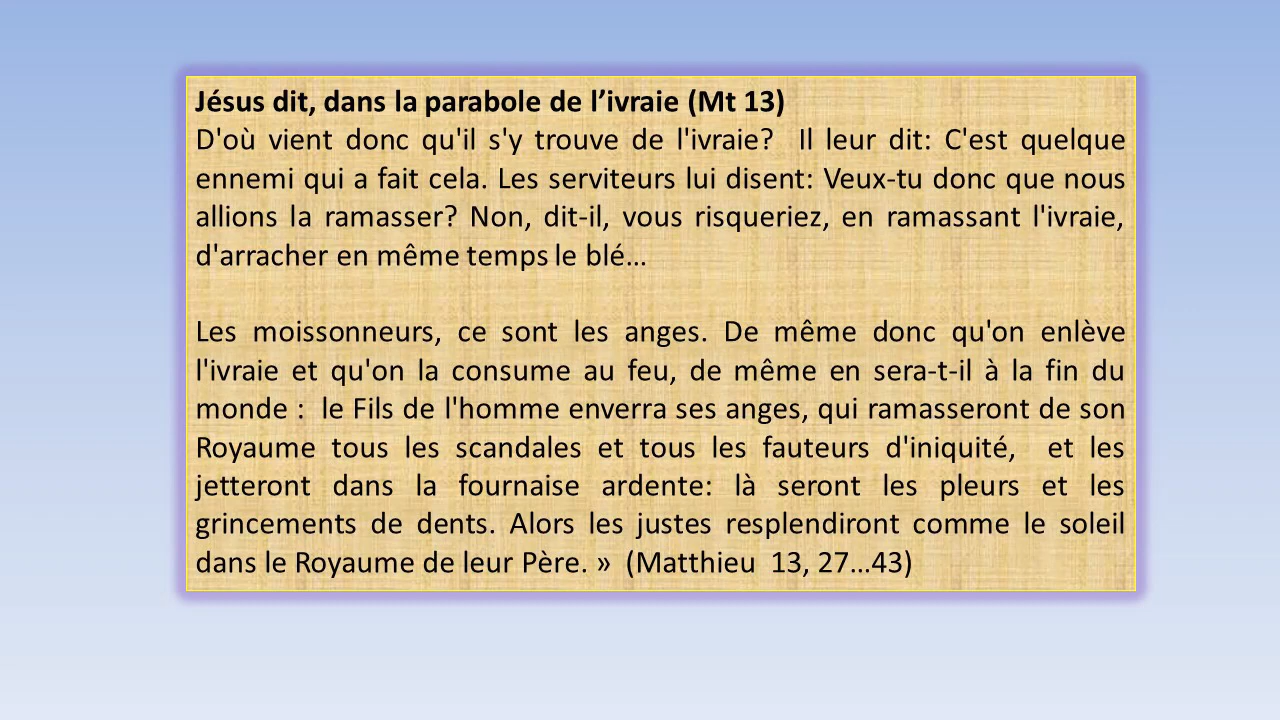 Jésus dit, dans la parabole de l’ivraie (Mt 13)
D'où vient donc qu'il s'y trouve de l'ivraie? Il leur dit: C'est quelque
ennemi qui a fait cela. Les serviteurs lui disent: Veux-tu donc que nous
allions la ramasser? Non, dit-il, vous risqueriez, en ramassant l'ivraie,
d'arracher en même temps le blé…
Les moissonneurs, ce sont les anges. De même donc qu'on enlève
l'ivraie et qu'on la consume au feu, de même en sera-t-il à la fin du
monde : le Fils de l'homme enverra ses anges, qui ramasseront de son
Royaume tous les scandales et tous les fauteurs d'iniquité, et les
jetteront dans la fournaise ardente: là seront les pleurs et les
grincements de dents. Alors les justes resplendiront comme le soleil
dans le Royaume de leur Père. » (Matthieu 13, 27…43)